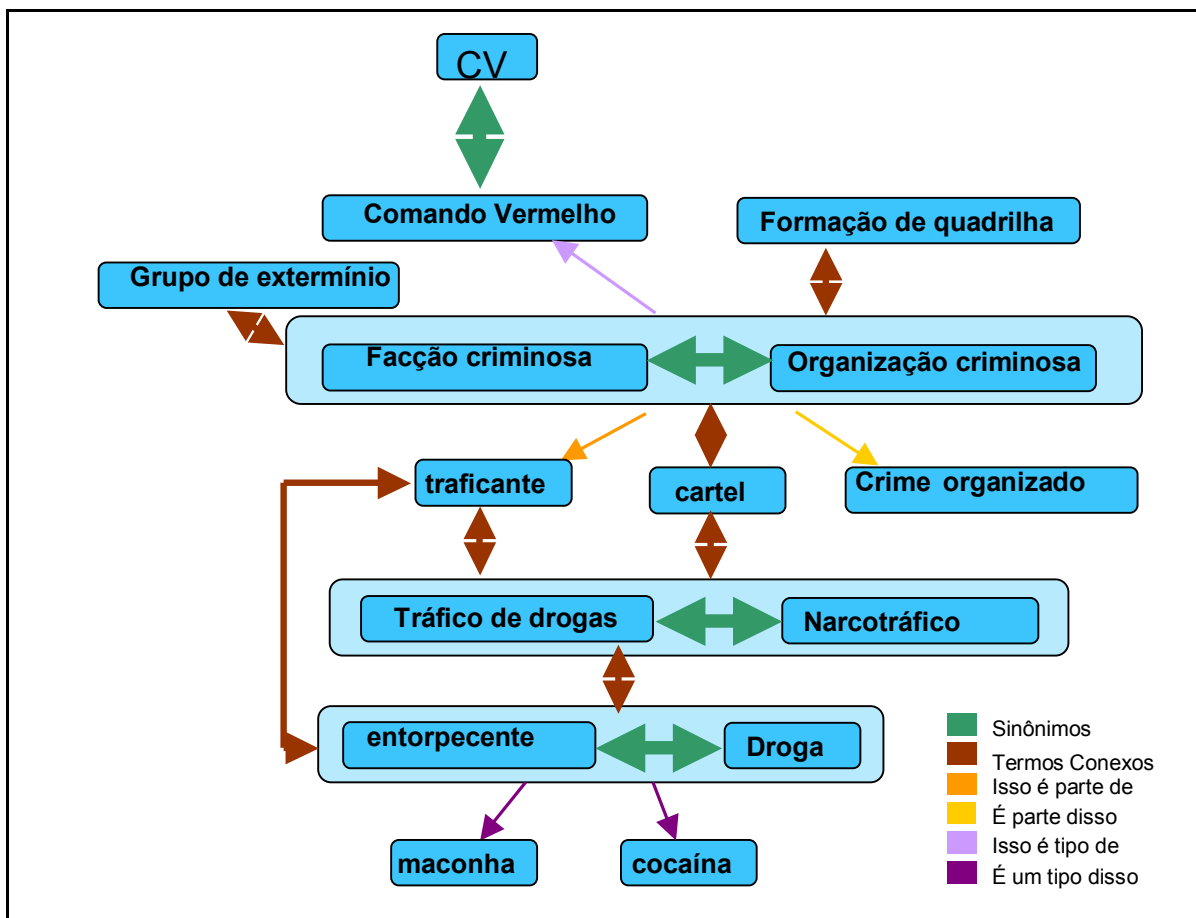 CV
Comando Vermelho
Formação de quadrilha
Grupo de extermínio
Facção criminosa
Organização criminosa
traficante
cartel
Crime organizado
Tráfico de drogas
Narcotráfico
entorpecente
Droga
maconha
cocaína
Sinônimos
Termos Conexos
Isso é parte de
É parte disso
Isso é tipo de
É um tipo disso